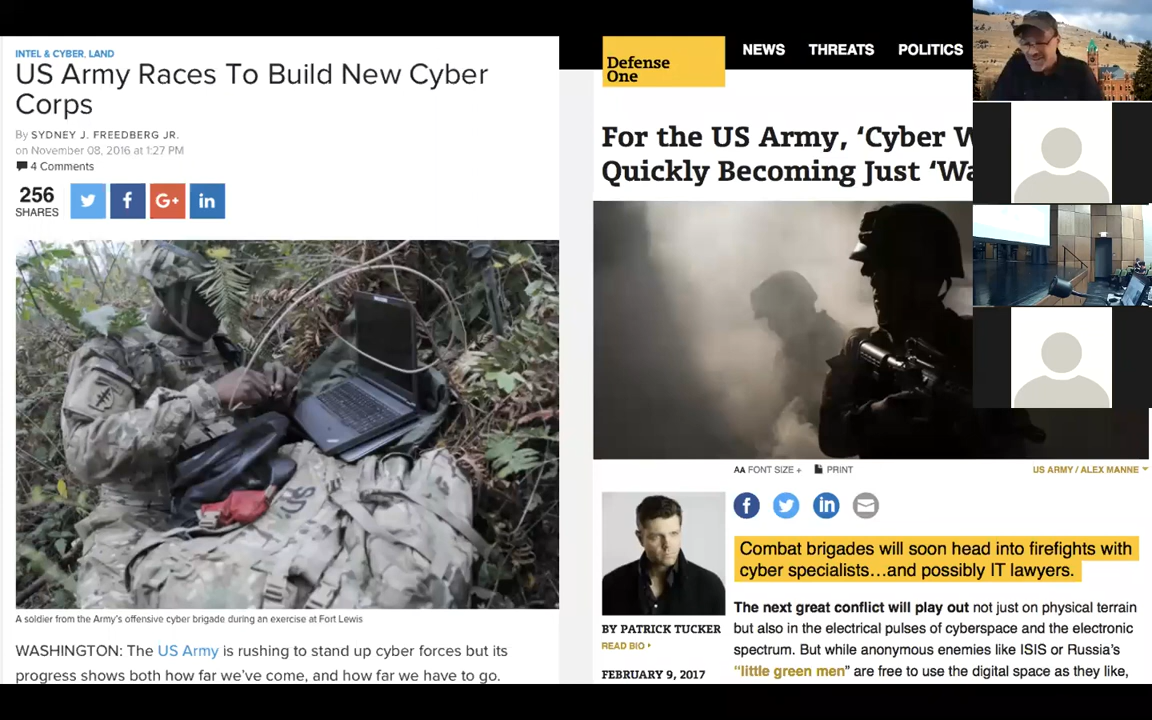 INTEL & CYBER, LAND
US Army Races To Build New Cyber
Corps
By SYDNEY J. FREEDBERG JR.
on November 08, 2016 at 1:27 PM
4 Comments
256
SHARES
G+
in
A soldier from the Army's offensive cyber brigade during an exercise at Fort Lewis
WASHINGTON: The US Army is rushing to stand up cyber forces but its
progress shows both how far we've come, and how far we have to go.
Defense
One
NEWS THREATS POLITICS
For the US Army, ‘Cyber W
Quickly Becoming Just ‘Wa
AA FONT SIZE + PRINT
US ARMY / ALEX MANNE
in
Combat brigades will soon head into firefights with
cyber specialists…and possibly IT lawyers.
BY PATRICK TUCKER
READ BIO
FEBRUARY 9, 2017
The next great conflict will play out not just on physical terrain
but also in the electrical pulses of cyberspace and the electronic
spectrum. But while anonymous enemies like ISIS or Russia's
“little green men” are free to use the digital space as they like,